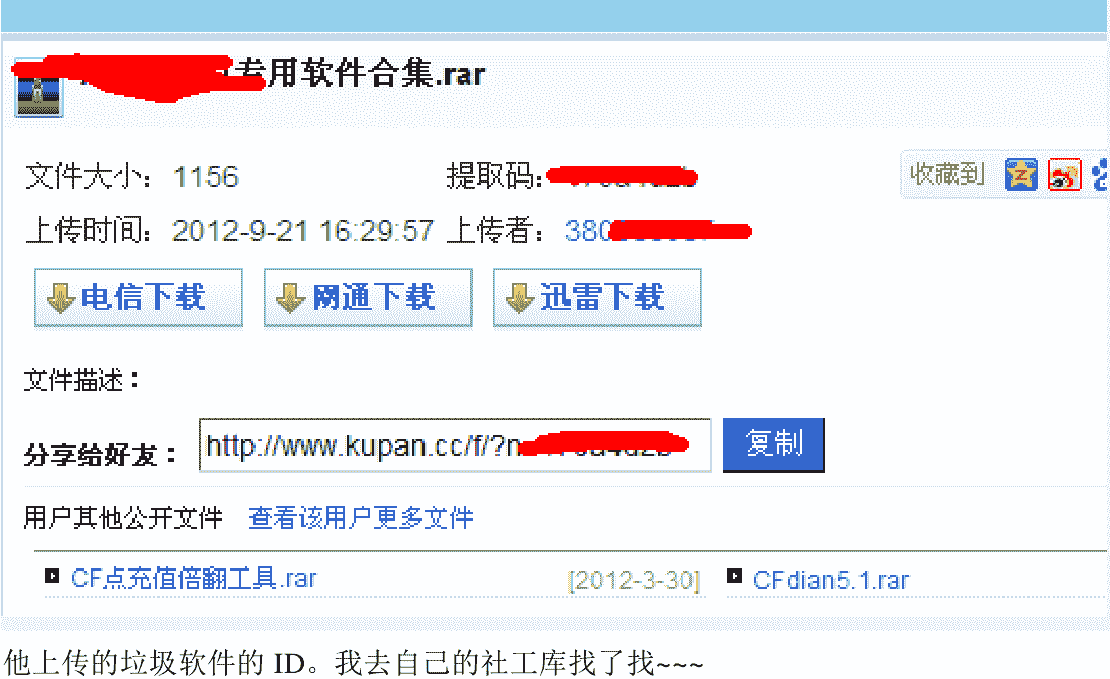 专用软件合集.rar
文件大小: 1156 提取码: 收藏到
上传时间: 2012-9-21 16:29:57 上传者: 380
电信下载 网通下载 迅雷下载
文件描述：
分享给好友： http://www.kupan.cc/f/?n 复制
用户其他公开文件 查看该用户更多文件
CF点充值倍翻工具.rar [2012-3-30] CFdian5.1.rar
他上传的垃圾软件的 ID。我去自己的社工库找了找~~~